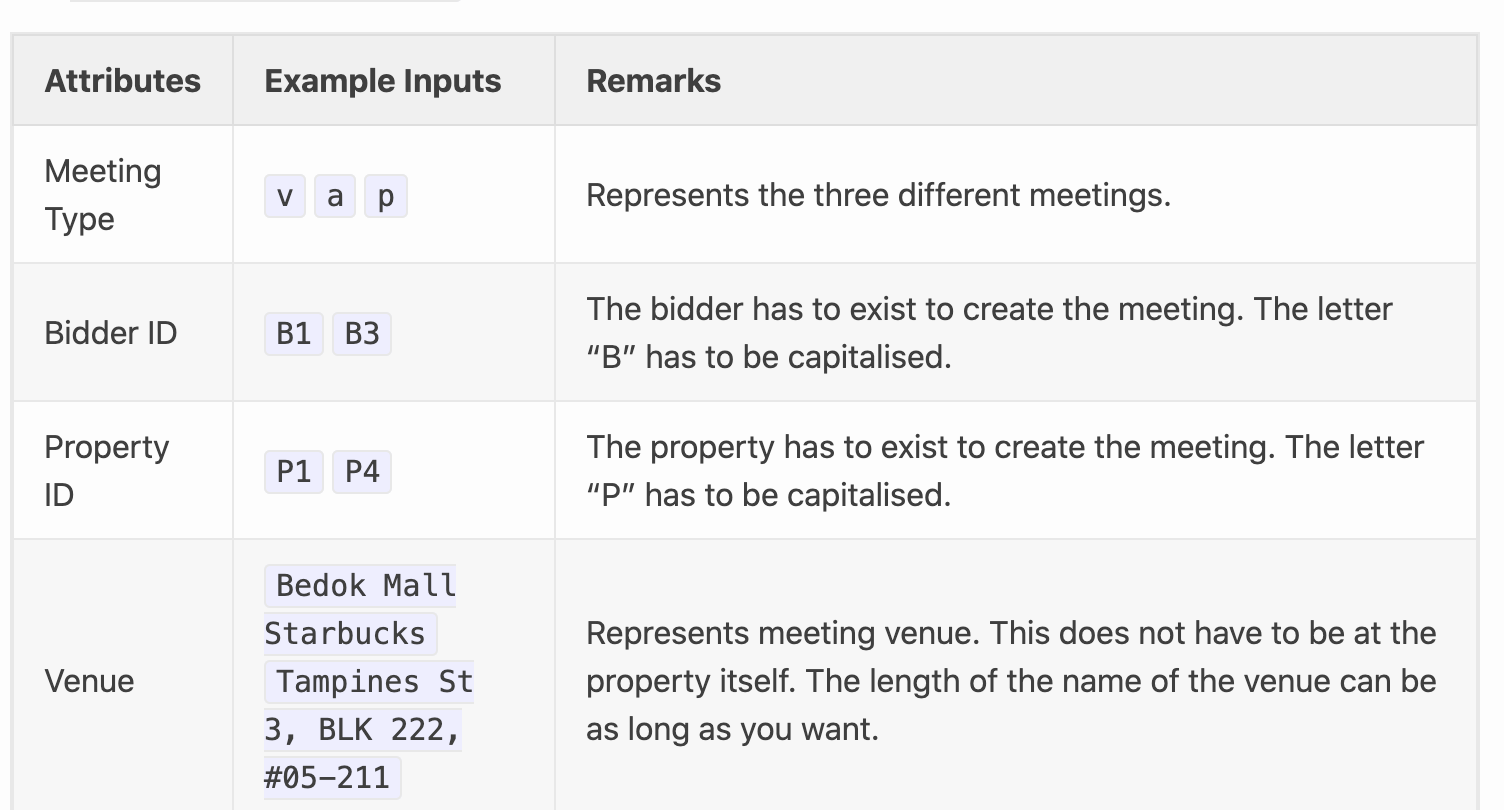 Attributes Example Inputs Remarks
Meeting
Type
v a p
Represents the three different meetings.
Bidder ID
B1 B3
The bidder has to exist to create the meeting. The letter
“B” has to be capitalised.
Property
ID
P1 P4
The property has to exist to create the meeting. The letter
“P” has to be capitalised.
Venue
Bedok Mall
Starbucks
Tampines St
3, BLK 222,
#05-211
Represents meeting venue. This does not have to be at the
property itself. The length of the name of the venue can be
as long as you want.